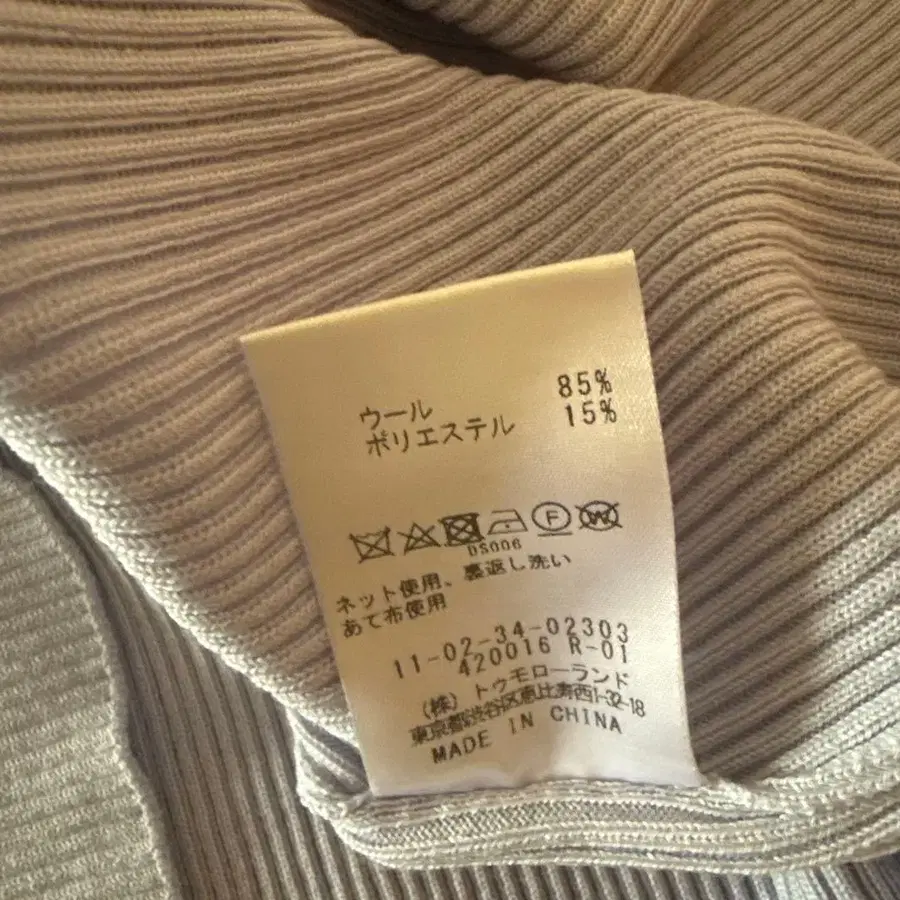 ウール 85%
ポリエステル 15%
F W
DS006
ネット使用、裏返し洗い
あて布使用
11-02-34-02303
420016 R-01
(株) トゥモローランド
東京都渋谷区恵比寿西1-32-18
MADE IN CHINA